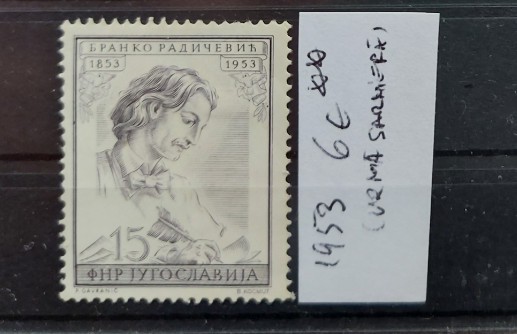 БРАНКО РАДИЧЕВИЋ
1853 1953
15
ФНР ЈУГОСЛАВИЈА
1953 6€ **